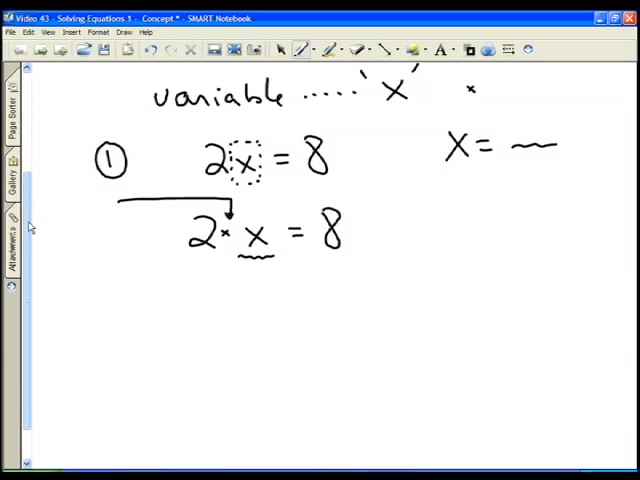 Video 43 - Solving Equations 1 - Concept * - SMART Notebook
File Edit View Insert Format Draw Help
Page Sorter
Gallery
Attachments
variable ..... 'x' ×
① 2x = 8 x =
2 × x = 8